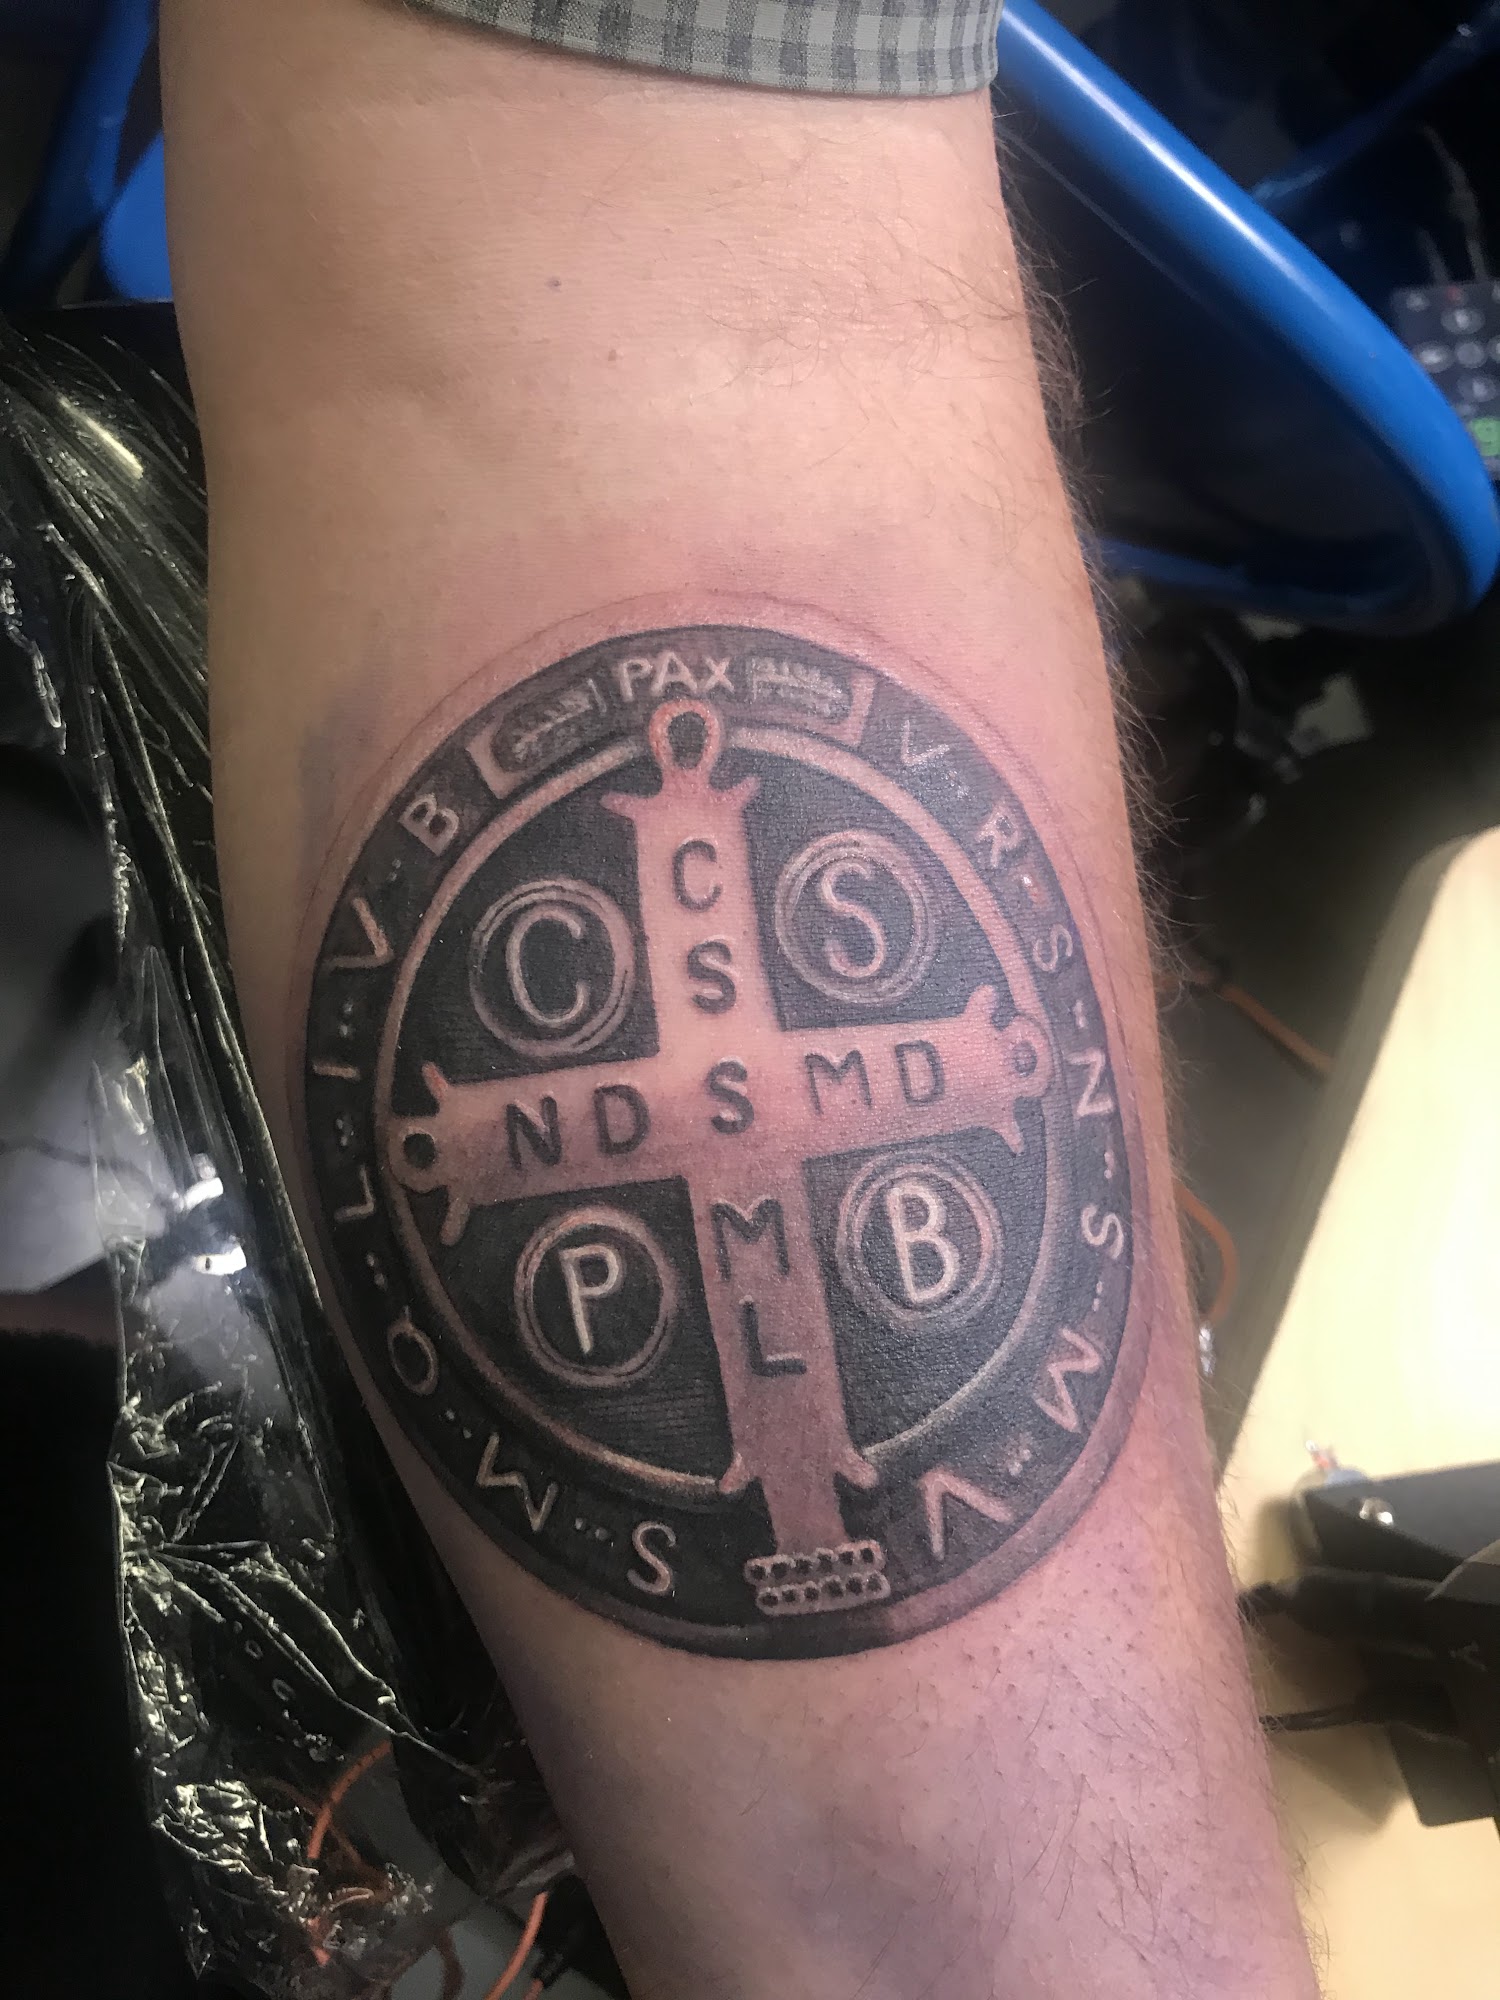 PAX
V · R · S · N · S · M · V
S · M · Q · L · I · V · B
C S
P B
C
S
N D S M D
M
L